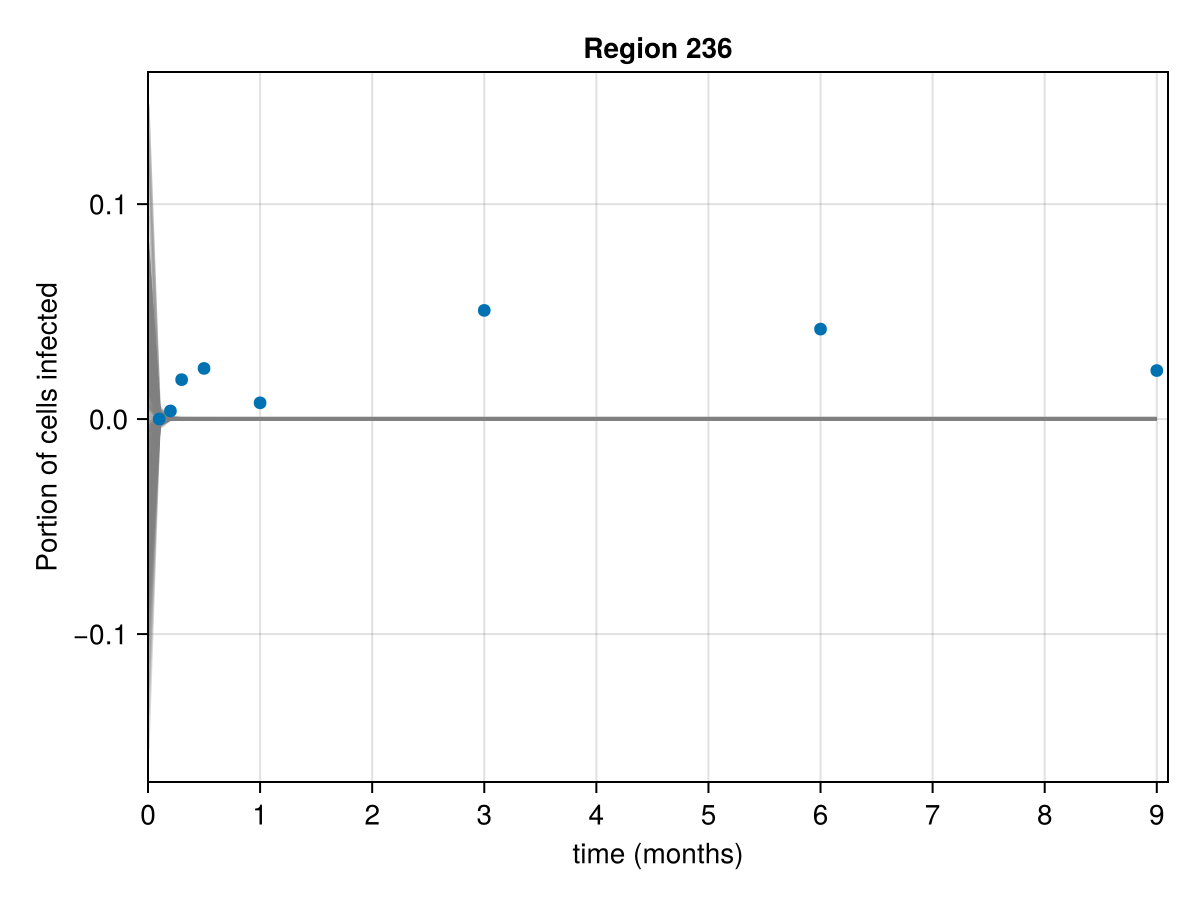 Region 236
Portion of cells infected
0.1
0.0
−0.1
0 1 2 3 4 5 6 7 8 9
time (months)